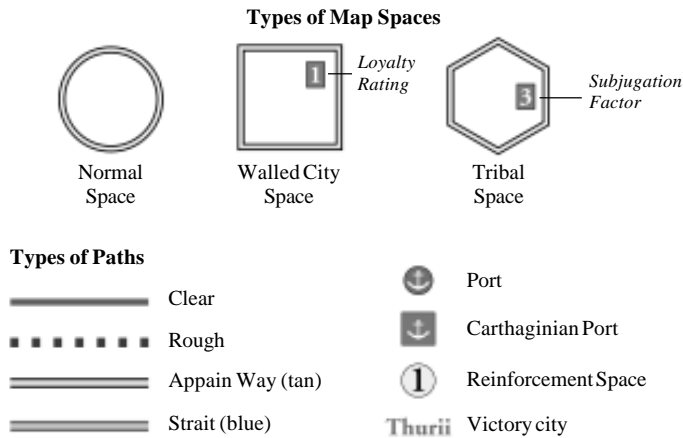 Types of Map Spaces
1
Loyalty
Rating
3
Subjugation
Factor
Normal
Space
Walled City
Space
Tribal
Space
Types of Paths
Clear
Rough
Appain Way (tan)
Strait (blue)
Port
Carthaginian Port
1 Reinforcement Space
Thurii Victory city